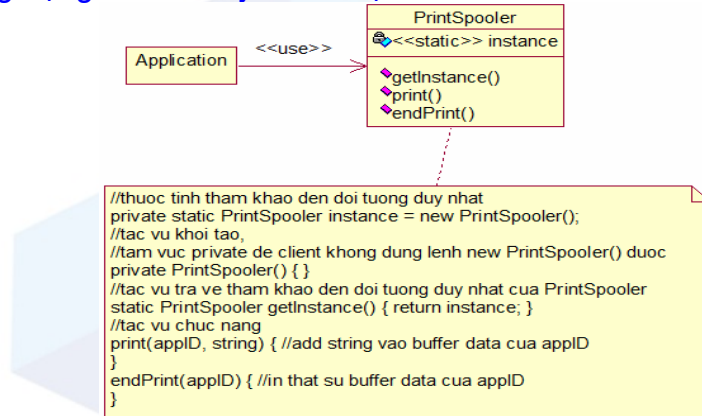 PrintSpooler
<<static>> instance
<<use>>
Application
getInstance()
print()
endPrint()
//thuoc tinh tham khao den doi tuong duy nhat
private static PrintSpooler instance = new PrintSpooler();
//tac vu khoi tao,
//tam vuc private de client khong dung lenh new PrintSpooler() duoc
private PrintSpooler() { }
//tac vu tra ve tham khao den doi tuong duy nhat cua PrintSpooler
static PrintSpooler getInstance() { return instance; }
//tac vu chuc nang
print(appID, string) { //add string vao buffer data cua appID
}
endPrint(appID) { //in that su buffer data cua appID
}